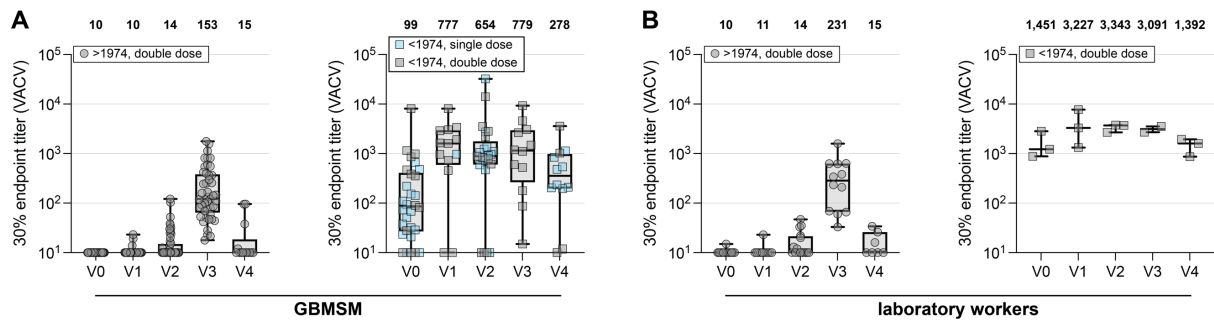 A
10 10 14 153 15
>1974, double dose
30% endpoint titer (VACV)
10⁵
10⁴
10³
10²
10¹
V0 V1 V2 V3 V4
99 777 654 779 278
<1974, single dose
<1974, double dose
30% endpoint titer (VACV)
10⁵
10⁴
10³
10²
10¹
V0 V1 V2 V3 V4
GBMSM
B
10 11 14 231 15
>1974, double dose
30% endpoint titer (VACV)
10⁵
10⁴
10³
10²
10¹
V0 V1 V2 V3 V4
1,451 3,227 3,343 3,091 1,392
<1974, double dose
30% endpoint titer (VACV)
10⁵
10⁴
10³
10²
10¹
V0 V1 V2 V3 V4
laboratory workers